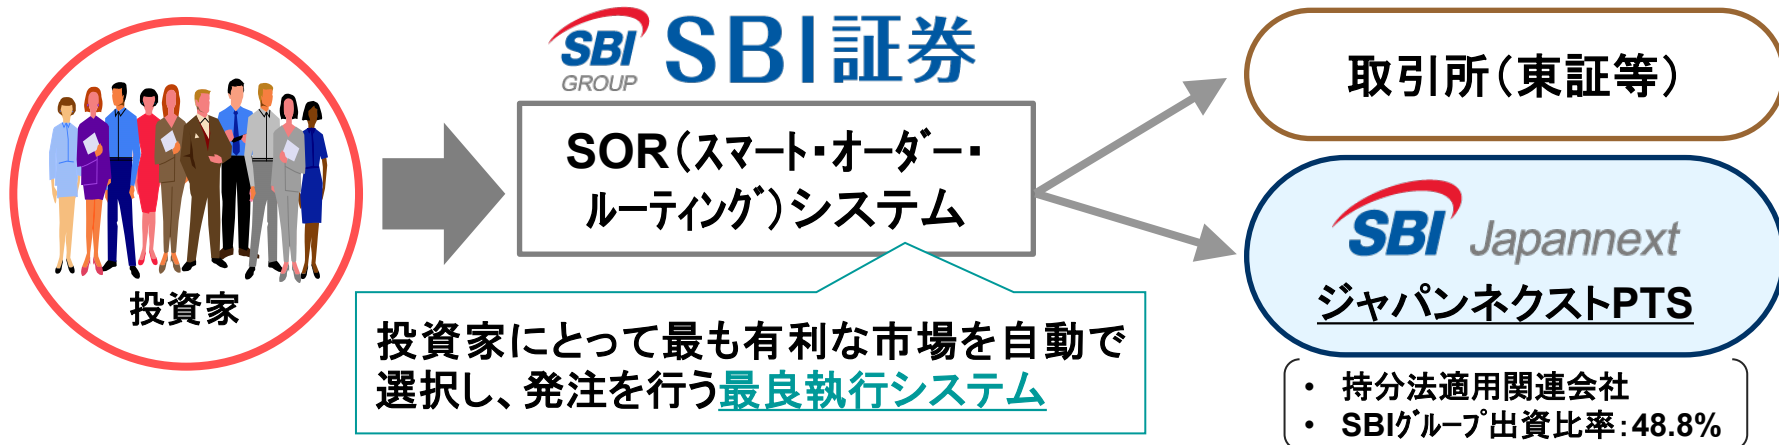 投資家
SBI
GROUP
SBI証券
SOR(スマート・オーダー・
ルーティング)システム
投資家にとって最も有利な市場を自動で
選択し、発注を行う最良執行システム
取引所(東証等)
SBI Japannext
ジャパンネクストPTS
• 持分法適用関連会社
• SBIグループ出資比率:48.8%